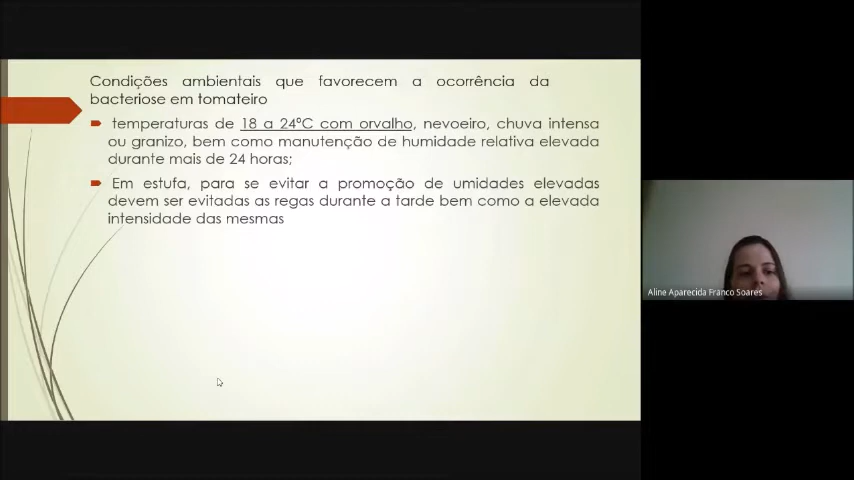 Condições ambientais que favorecem a ocorrência da
bacteriose em tomateiro
temperaturas de 18 a 24ºC com orvalho, nevoeiro, chuva intensa
ou granizo, bem como manutenção de humidade relativa elevada
durante mais de 24 horas;
Em estufa, para se evitar a promoção de umidades elevadas
devem ser evitadas as regas durante a tarde bem como a elevada
intensidade das mesmas
Aline Aparecida Franco Soares